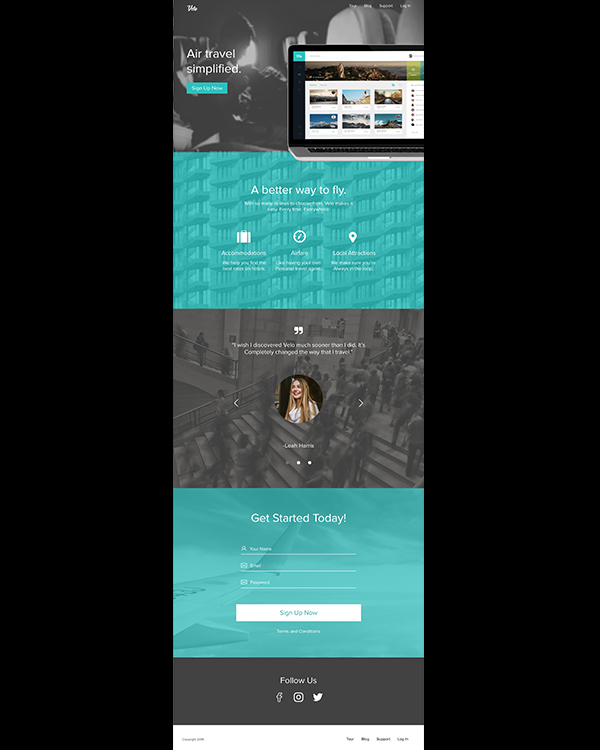 Velo
Tour Blog Support Log In
Air travel
simplified.
Sign Up Now
A better way to fly.
With so many airlines to choose from, Velo makes it
easy. Every time. Everywhere.
Accommodations
We help you find the
best rates on hotels.
Airfare
Like having your own
Personal travel agent.
Local Attractions
We make sure you're
Always in the loop.
"I wish I discovered Velo much sooner than I did. It's
Completely changed the way that I travel."
-Leah Harris
Get Started Today!
Your Name
Email
Password
Sign Up Now
Terms and Conditions
Follow Us
Copyright
Tour Blog Support Log In